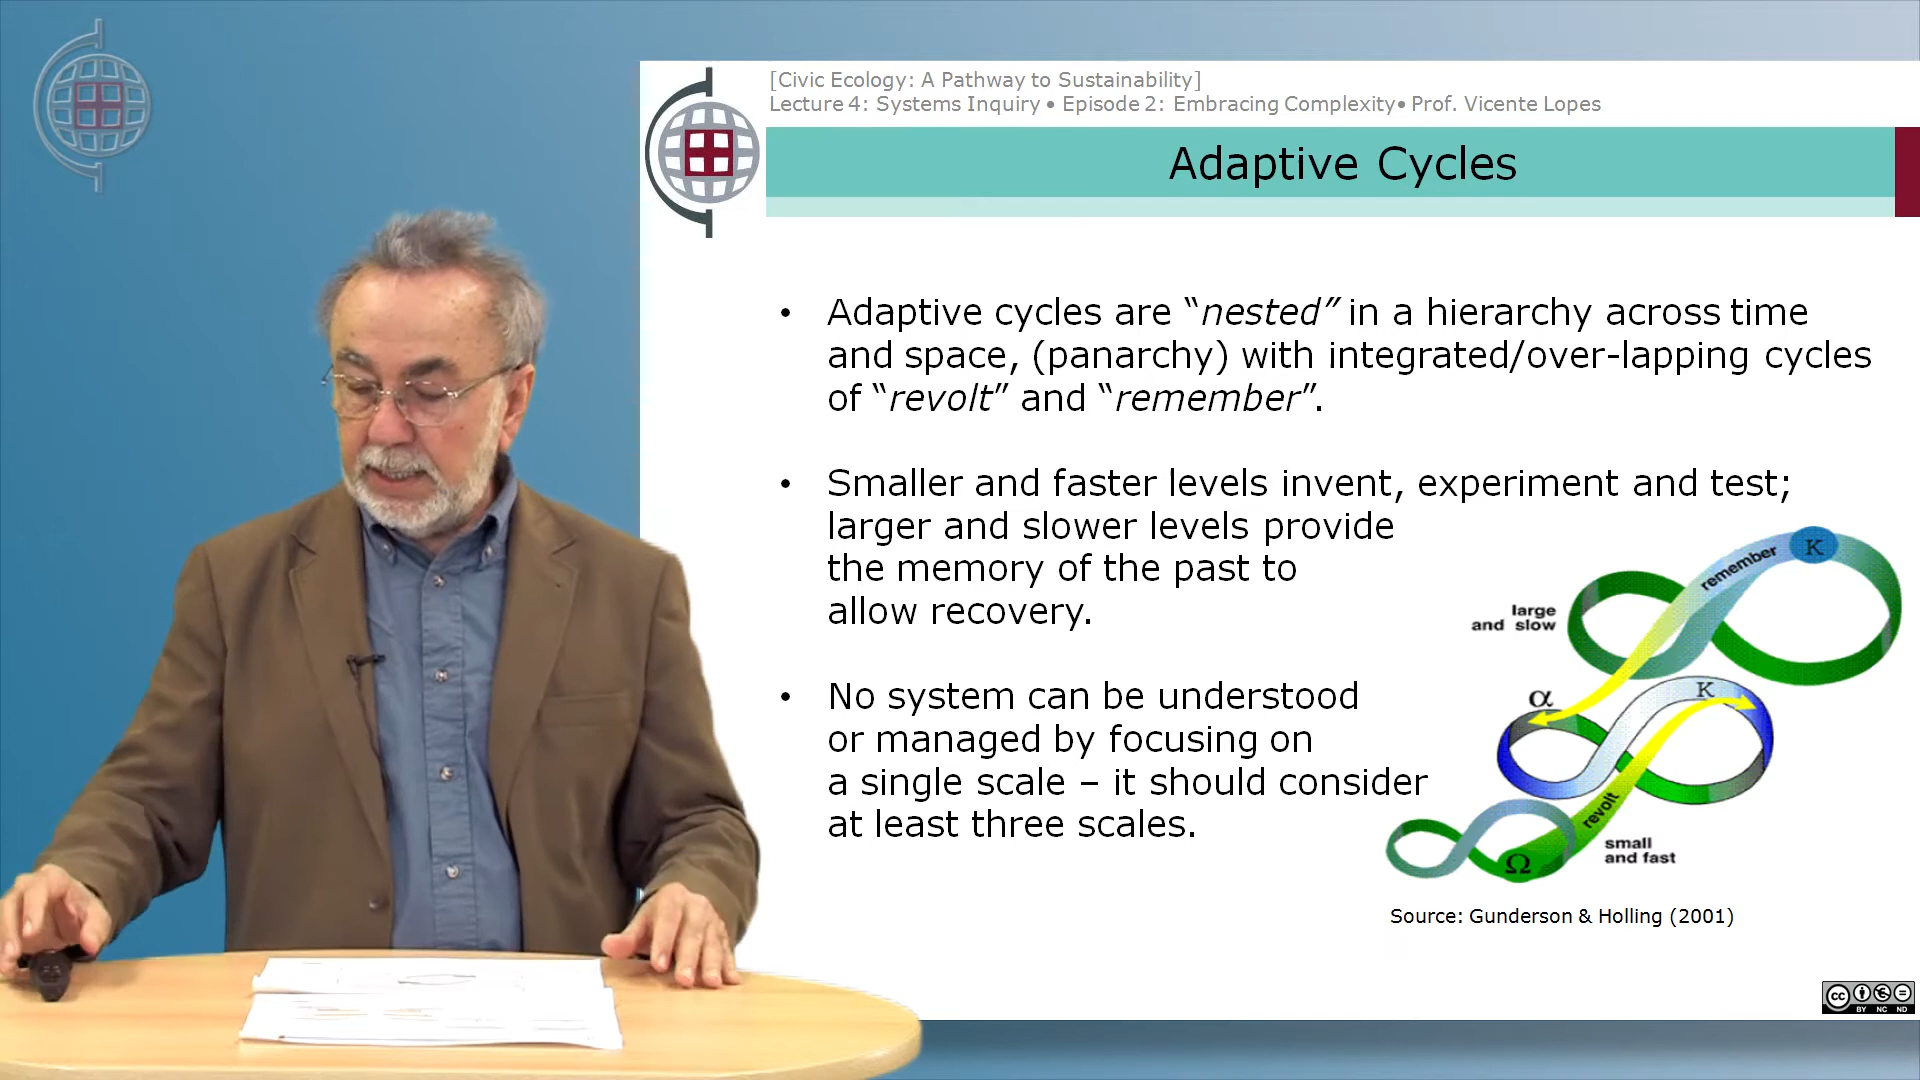 [Civic Ecology: A Pathway to Sustainability]
Lecture 4: Systems Inquiry • Episode 2: Embracing Complexity• Prof. Vicente Lopes
Adaptive Cycles
• Adaptive cycles are “nested” in a hierarchy across time
and space, (panarchy) with integrated/over-lapping cycles
of “revolt” and “remember”.
• Smaller and faster levels invent, experiment and test;
larger and slower levels provide
the memory of the past to
allow recovery.
• No system can be understood
or managed by focusing on
a single scale – it should consider
at least three scales.
remember
K
large
and slow
α
K
revolt
small
and fast
Ω
Source: Gunderson & Holling (2001)
cc
BY NC ND